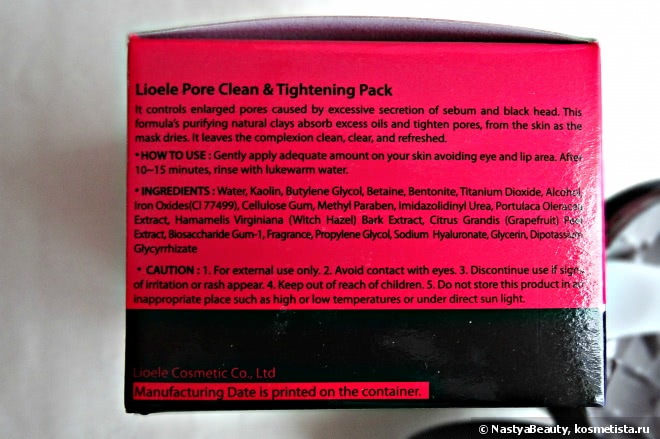 Lioele Pore Clean & Tightening Pack
It controls enlarged pores caused by excessive secretion of sebum and black head. This
formula's purifying natural clays absorb excess oils and tighten pores, from the skin as the
mask dries. It leaves the complexion clean, clear, and refreshed.
*HOW TO USE : Gently apply adequate amount on your skin avoiding eye and lip area. After
10~15 minutes, rinse with lukewarm water.
* INGREDIENTS : Water, Kaolin, Butylene Glycol, Betaine, Bentonite, Titanium Dioxide, Alcohol,
Iron Oxides(CI 77499), Cellulose Gum, Methyl Paraben, Imidazolidinyl Urea, Portulaca Oleracea
Extract, Hamamelis Virginiana (Witch Hazel) Bark Extract, Citrus Grandis (Grapefruit) Peel
Extract, Biosaccharide Gum-1, Fragrance, Propylene Glycol, Sodium Hyaluronate, Glycerin, Dipotassium
Glycyrrhizate
* CAUTION : 1. For external use only. 2. Avoid contact with eyes. 3. Discontinue use if signs
of irritation or rash appear. 4. Keep out of reach of children. 5. Do not store this product in an
inappropriate place such as high or low temperatures or under direct sun light.
Lioele Cosmetic Co., Ltd
Manufacturing Date is printed on the container.
© NastyaBeauty, kosmetista.ru